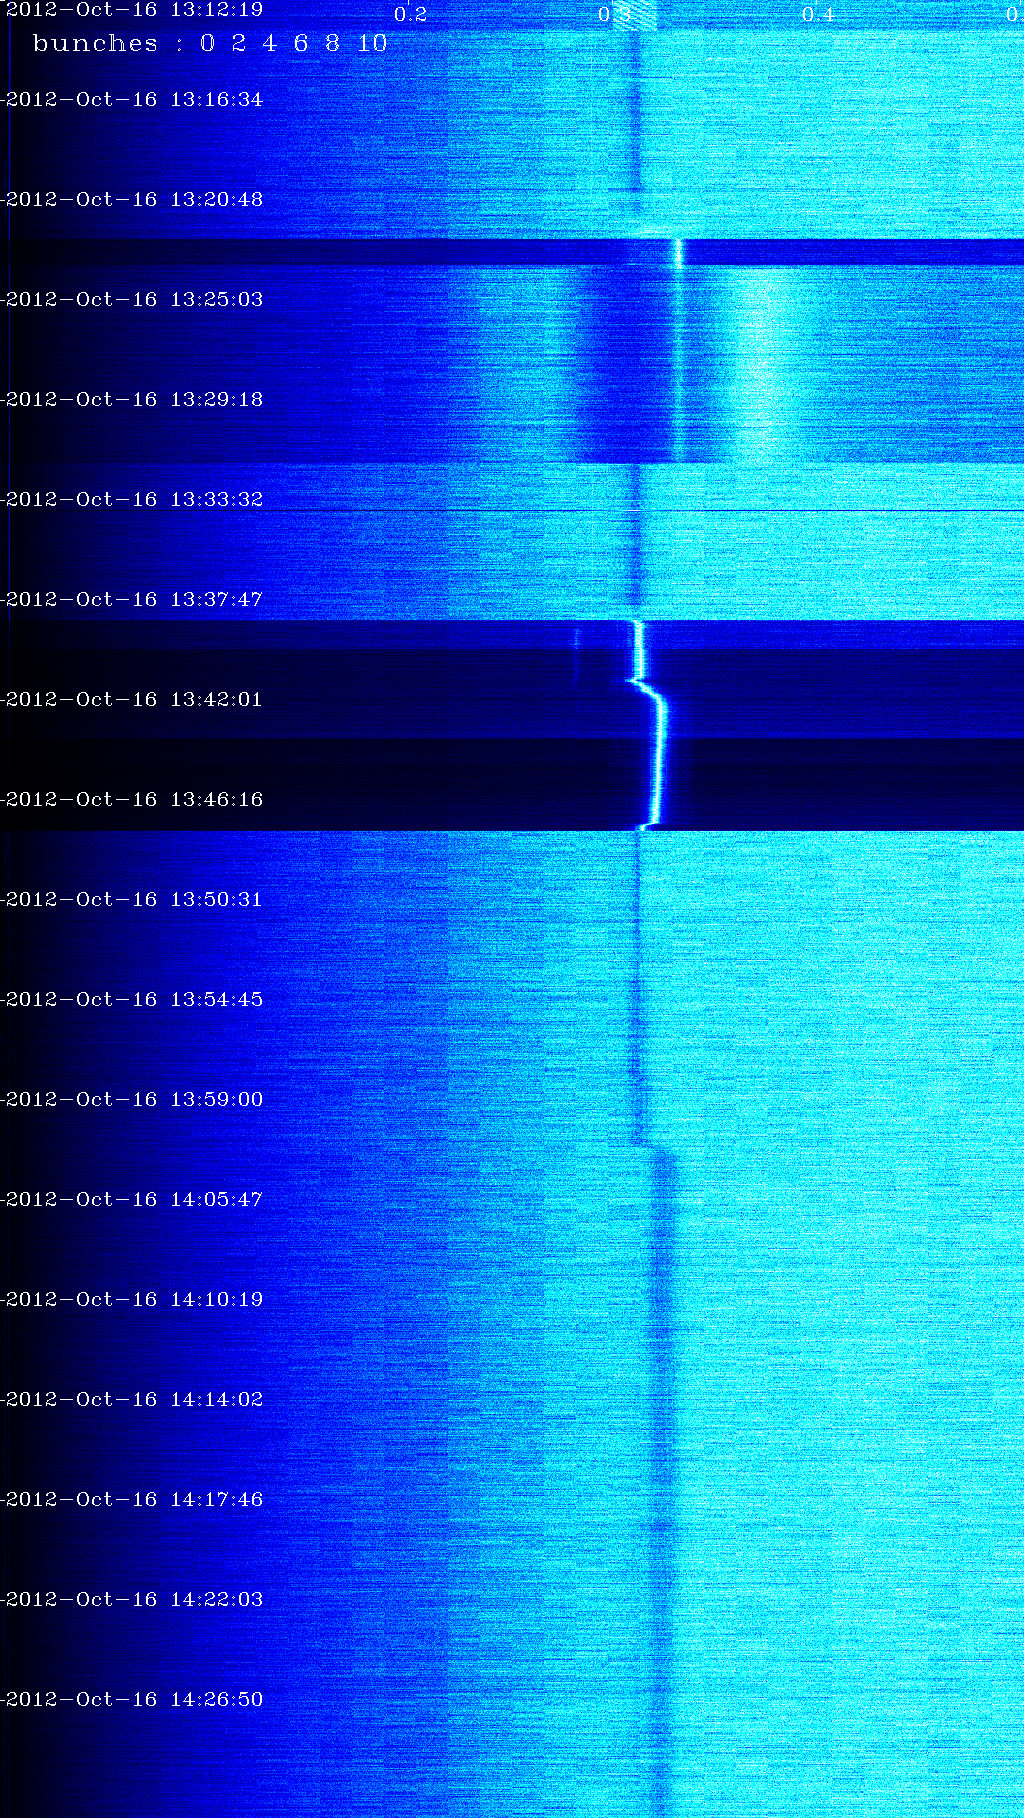 2012-Oct-16 13:12:19 0.2 0.3 0.4
bunches : 0 2 4 6 8 10
2012-Oct-16 13:16:34
2012-Oct-16 13:20:48
2012-Oct-16 13:25:03
2012-Oct-16 13:29:18
2012-Oct-16 13:33:32
2012-Oct-16 13:37:47
2012-Oct-16 13:42:01
2012-Oct-16 13:46:16
2012-Oct-16 13:50:31
2012-Oct-16 13:54:45
2012-Oct-16 13:59:00
2012-Oct-16 14:05:47
2012-Oct-16 14:10:19
2012-Oct-16 14:14:02
2012-Oct-16 14:17:46
2012-Oct-16 14:22:03
2012-Oct-16 14:26:50